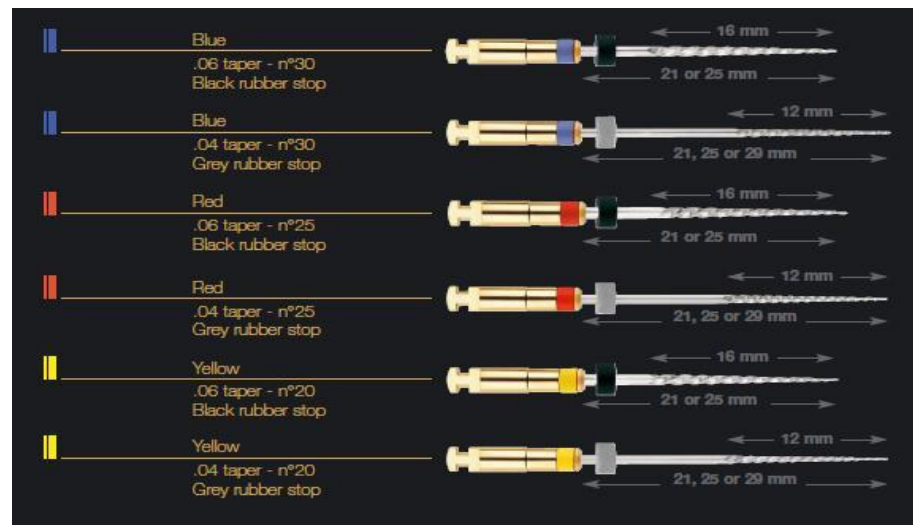 Blue
16 mm
.06 taper - n°30
21 or 25 mm
Black rubber stop
Blue
12 mm
.04 taper - n°30
21, 25 or 29 mm
Grey rubber stop
Red
16 mm
.06 taper - n°25
21 or 25 mm
Black rubber stop
Red
12 mm
.04 taper - n°25
21, 25 or 29 mm
Grey rubber stop
Yellow
16 mm
.06 taper - n°20
21 or 25 mm
Black rubber stop
Yellow
12 mm
.04 taper - n°20
21, 25 or 29 mm
Grey rubber stop